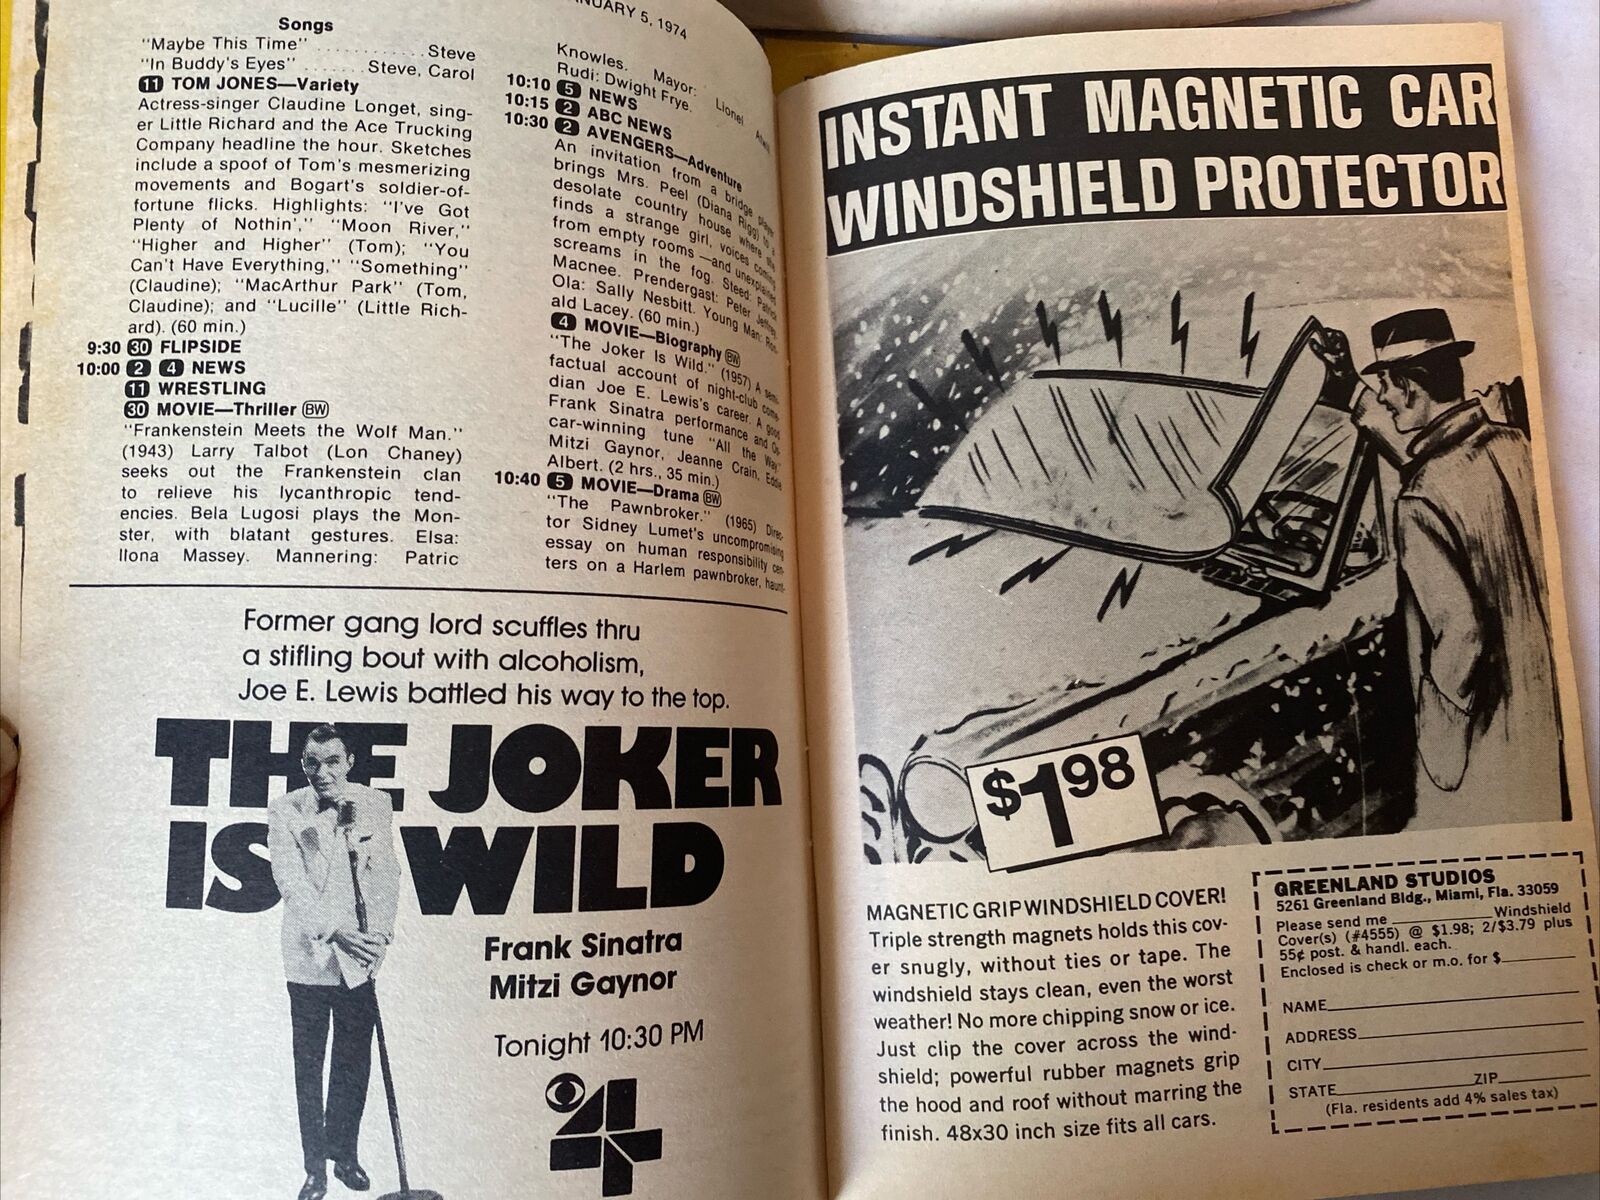 Songs
"Maybe This Time" ............ Steve
"In Buddy's Eyes" ....... Steve, Carol
11 TOM JONES—Variety
Actress-singer Claudine Longet, sing-
er Little Richard and the Ace Trucking
Company headline the hour. Sketches
include a spoof of Tom's mesmerizing
movements and Bogart's soldier-of-
fortune flicks. Highlights: "I've Got
Plenty of Nothin'," "Moon River,"
"Higher and Higher" (Tom); "You
Can't Have Everything," "Something"
(Claudine); "MacArthur Park" (Tom,
Claudine); and "Lucille" (Little Rich-
ard). (60 min.)
9:30 30 FLIPSIDE
10:00 2 4 NEWS
11 WRESTLING
30 MOVIE—Thriller BW
"Frankenstein Meets the Wolf Man."
(1943) Larry Talbot (Lon Chaney)
seeks out the Frankenstein clan
to relieve his lycanthropic tend-
encies. Bela Lugosi plays the Mon-
ster, with blatant gestures. Elsa:
Ilona Massey. Mannering: Patric
NUARY 5, 1974
Knowles. Mayor: Lionel Atwill
Rudi: Dwight Frye.
10:10 5 NEWS
10:15 2 ABC NEWS
10:30 2 AVENGERS—Adventure
An invitation from a bridge player
brings Mrs. Peel (Diana Rigg) to a
desolate country house where she
finds a strange girl, voices coming
from empty rooms—and unexplained
screams in the fog. Steed: Patrick
Macnee. Prendergast: Peter Jeffrey.
Ola: Sally Nesbitt. Young Man: Ron-
ald Lacey. (60 min.)
4 MOVIE—Biography BW
"The Joker Is Wild." (1957) A semi-
factual account of night-club come-
dian Joe E. Lewis's career. A good
Frank Sinatra performance and Os-
car-winning tune "All the Way."
Mitzi Gaynor, Jeanne Crain, Eddie
Albert. (2 hrs., 35 min.)
10:40 5 MOVIE—Drama BW
"The Pawnbroker." (1965) Direc-
tor Sidney Lumet's uncompromising
essay on human responsibility cen-
ters on a Harlem pawnbroker, haunt-
Former gang lord scuffles thru
a stifling bout with alcoholism,
Joe E. Lewis battled his way to the top.
THE JOKER
IS WILD
Frank Sinatra
Mitzi Gaynor
Tonight 10:30 PM
4
INSTANT MAGNETIC CAR
WINDSHIELD PROTECTOR
$1.98
MAGNETIC GRIP WINDSHIELD COVER!
Triple strength magnets holds this cov-
er snugly, without ties or tape. The
windshield stays clean, even the worst
weather! No more chipping snow or ice.
Just clip the cover across the wind-
shield; powerful rubber magnets grip
the hood and roof without marring the
finish. 48x30 inch size fits all cars.
GREENLAND STUDIOS
5261 Greenland Bldg., Miami, Fla. 33059
Please send me ________ Windshield
Cover(s) (#4555) @ $1.98; 2/$3.79 plus
55¢ post. & handl. each.
Enclosed is check or m.o. for $________
NAME________
ADDRESS________
CITY________
STATE________ZIP________
(Fla. residents add 4% sales tax)